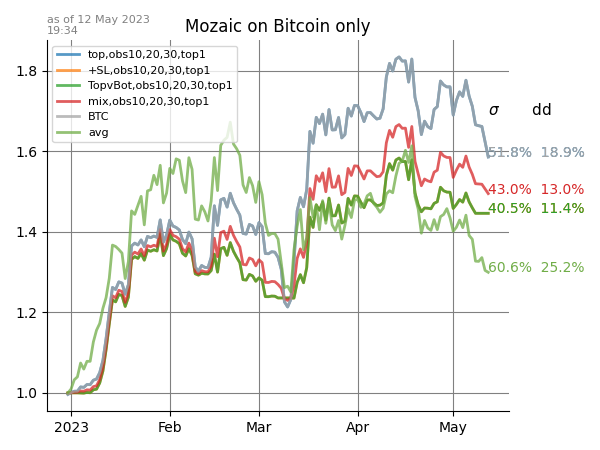 as of 12 May 2023
19:34
Mozaic on Bitcoin only
top,obs10,20,30,top1
+SL,obs10,20,30,top1
TopvBot,obs10,20,30,top1
mix,obs10,20,30,top1
BTC
avg
1.8
1.6
1.4
1.2
1.0
σ dd
51.8% 18.9%
43.0% 13.0%
40.5% 11.4%
60.6% 25.2%
2023 Feb Mar Apr May